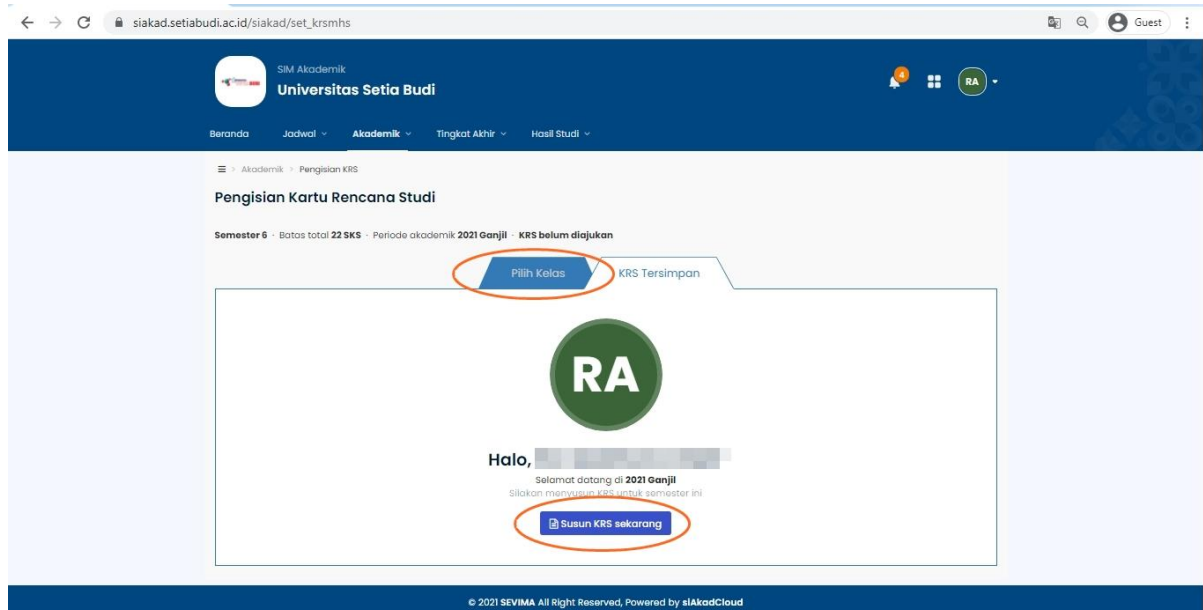 siakad.setiabudi.ac.id/siakad/set_krsmhs
Guest
SIM Akademik
Universitas Setia Budi
4
RA
Beranda Jadwal Akademik Tingkat Akhir Hasil Studi
Akademik > Pengisian KRS
Pengisian Kartu Rencana Studi
Semester 6 · Batas total 22 SKS · Periode akademik 2021 Ganjil · KRS belum diajukan
Pilih Kelas KRS Tersimpan
RA
Halo,
Selamat datang di 2021 Ganjil
Silakan menyusun KRS untuk semester ini
Susun KRS sekarang
© 2021 SEVIMA All Right Reserved, Powered by siAkadCloud